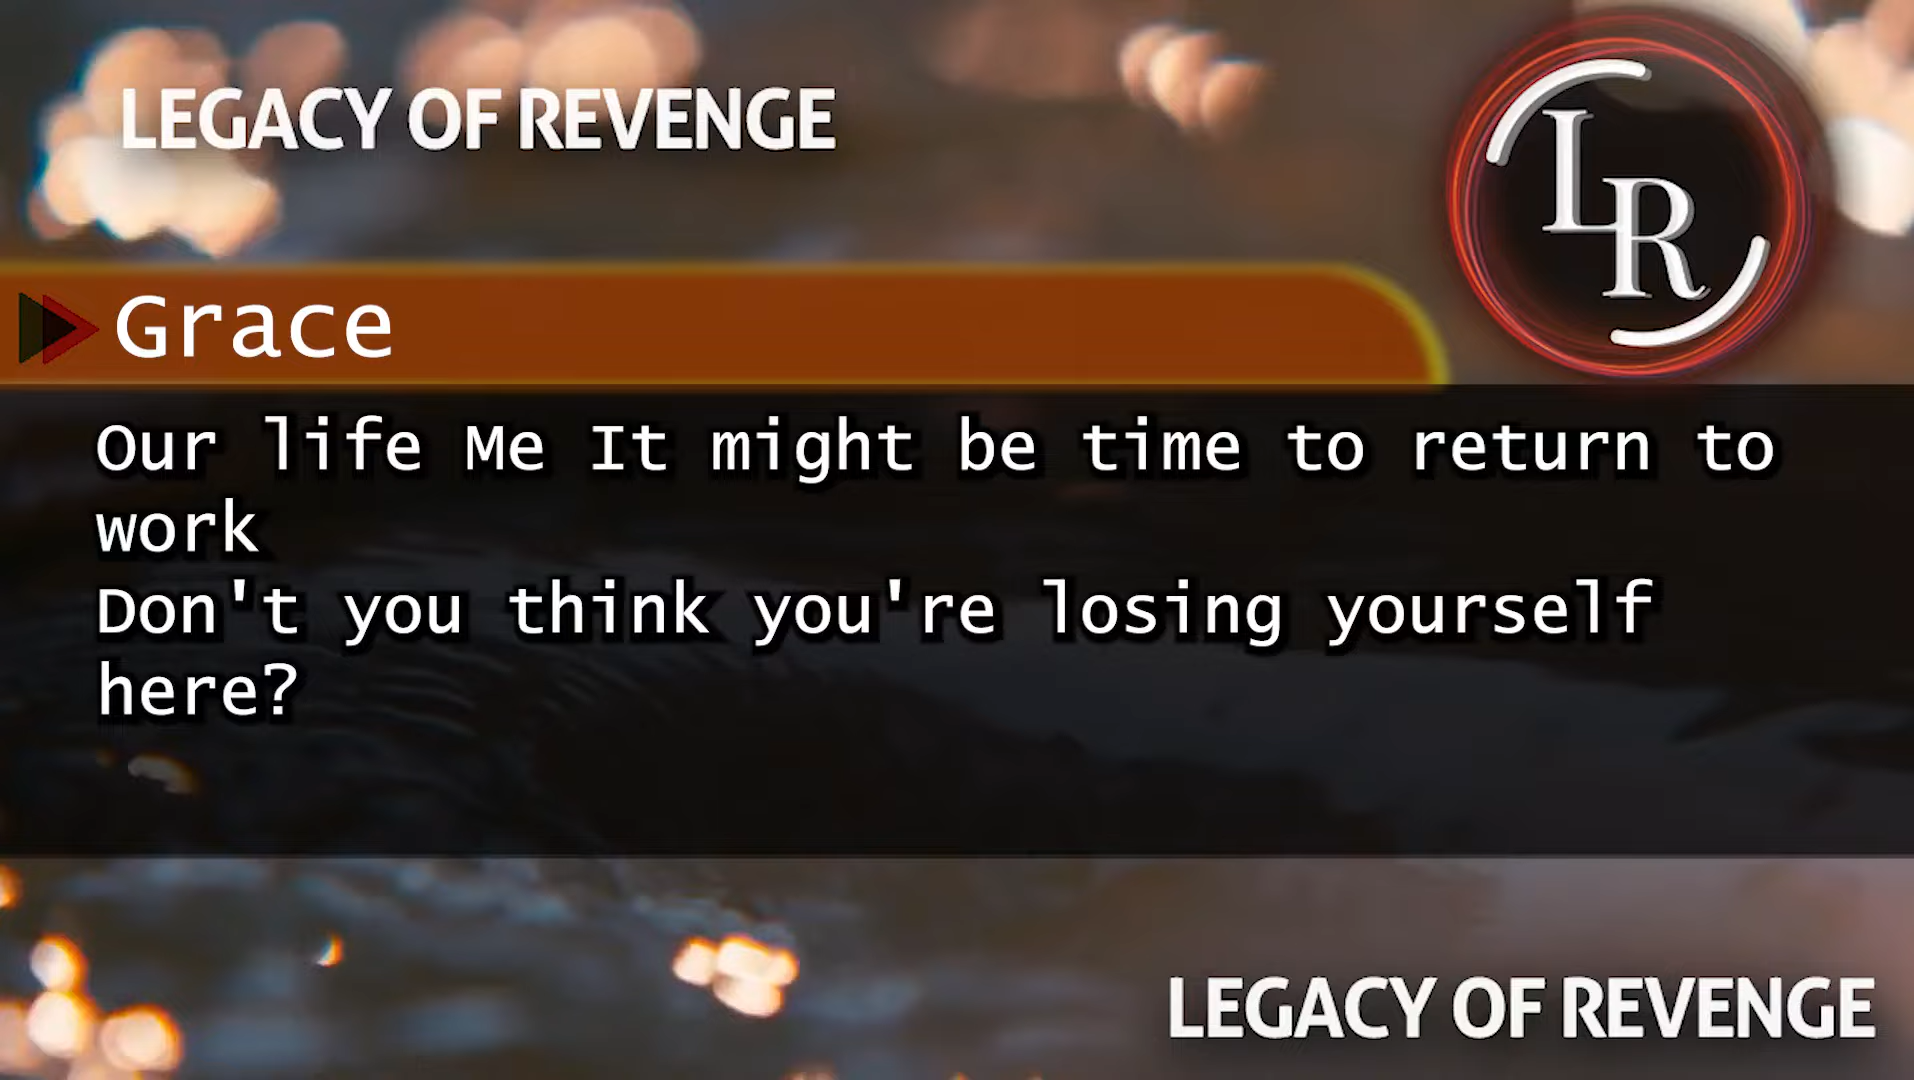 LEGACY OF REVENGE
LR
Grace
Our life Me It might be time to return to
work
Don't you think you're losing yourself
here?
LEGACY OF REVENGE